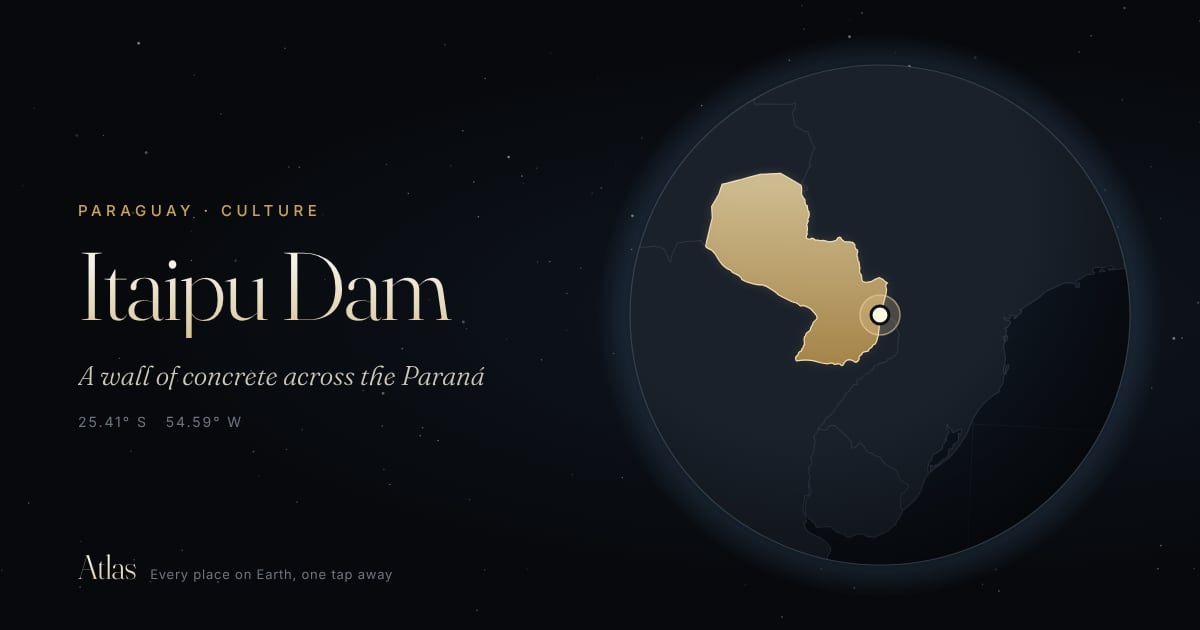 PARAGUAY · CULTURE
Itaipu Dam
A wall of concrete across the Paraná
25.41° S 54.59° W
Atlas Every place on Earth, one tap away